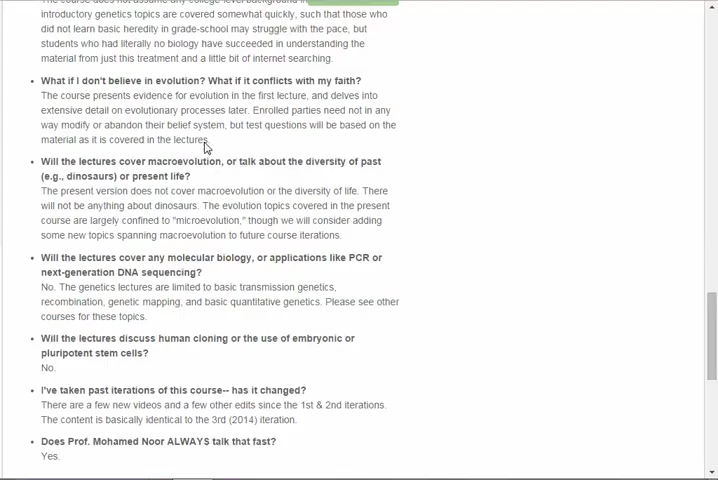 The course does not assume any college-level background in
introductory genetics topics are covered somewhat quickly, such that those who
did not learn basic heredity in grade-school may struggle with the pace, but
students who had literally no biology have succeeded in understanding the
material from just this treatment and a little bit of internet searching.
What if I don't believe in evolution? What if it conflicts with my faith?
The course presents evidence for evolution in the first lecture, and delves into
extensive detail on evolutionary processes later. Enrolled parties need not in any
way modify or abandon their belief system, but test questions will be based on the
material as it is covered in the lectures.
Will the lectures cover macroevolution, or talk about the diversity of past
(e.g., dinosaurs) or present life?
The present version does not cover macroevolution or the diversity of life. There
will not be anything about dinosaurs. The evolution topics covered in the present
course are largely confined to "microevolution," though we will consider adding
some new topics spanning macroevolution to future course iterations.
Will the lectures cover any molecular biology, or applications like PCR or
next-generation DNA sequencing?
No. The genetics lectures are limited to basic transmission genetics,
recombination, genetic mapping, and basic quantitative genetics. Please see other
courses for these topics.
Will the lectures discuss human cloning or the use of embryonic or
pluripotent stem cells?
No.
I've taken past iterations of this course-- has it changed?
There are a few new videos and a few other edits since the 1st & 2nd iterations.
The content is basically identical to the 3rd (2014) iteration.
Does Prof. Mohamed Noor ALWAYS talk that fast?
Yes.